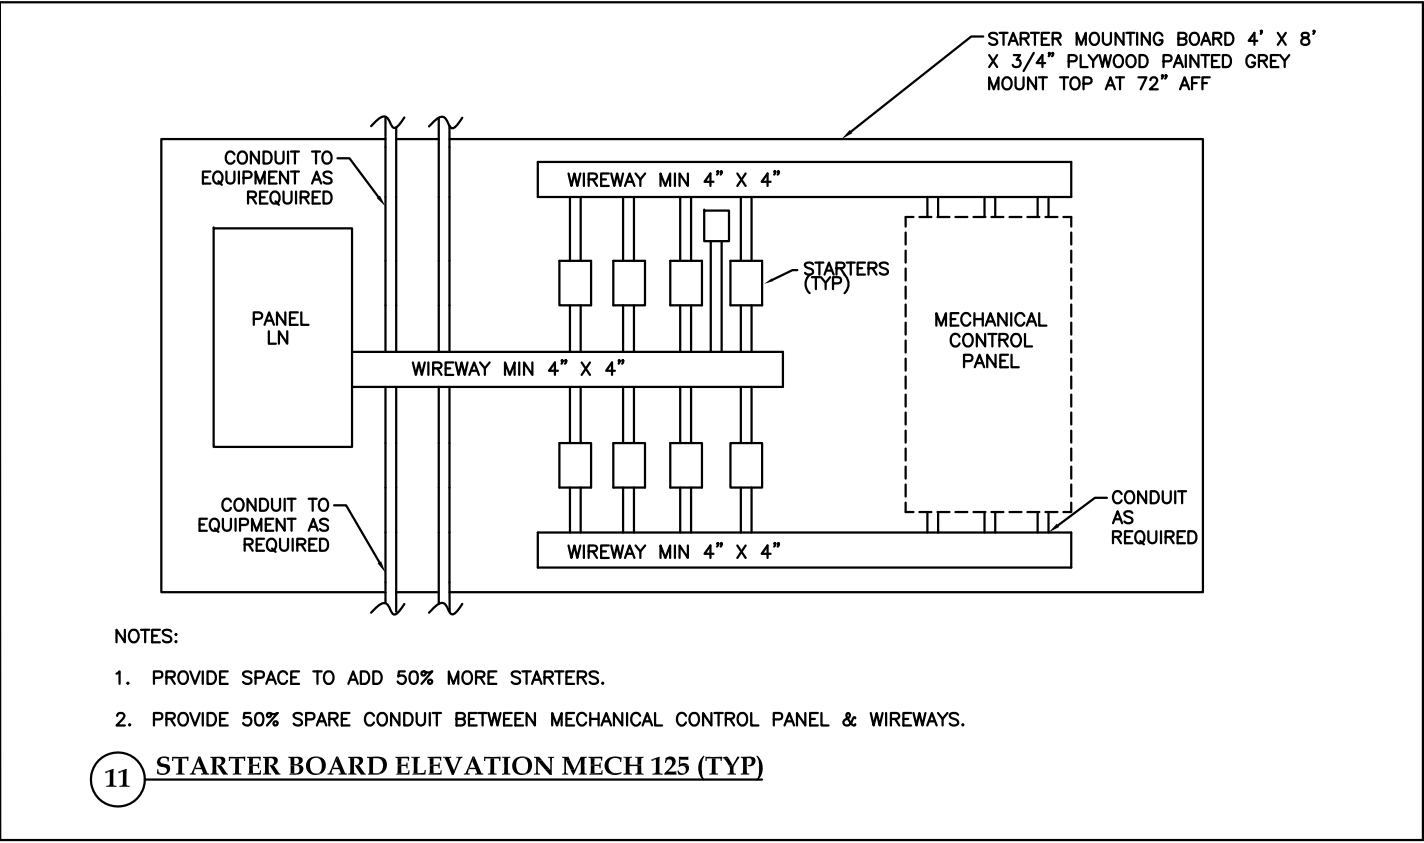 STARTER MOUNTING BOARD 4' X 8'
X 3/4" PLYWOOD PAINTED GREY
MOUNT TOP AT 72" AFF
CONDUIT TO
EQUIPMENT AS
REQUIRED
WIREWAY MIN 4" X 4"
STARTERS
(TYP)
PANEL
LN
MECHANICAL
CONTROL
PANEL
WIREWAY MIN 4" X 4"
CONDUIT TO
EQUIPMENT AS
REQUIRED
CONDUIT
AS
REQUIRED
WIREWAY MIN 4" X 4"
NOTES:
1. PROVIDE SPACE TO ADD 50% MORE STARTERS.
2. PROVIDE 50% SPARE CONDUIT BETWEEN MECHANICAL CONTROL PANEL & WIREWAYS.
11 STARTER BOARD ELEVATION MECH 125 (TYP)